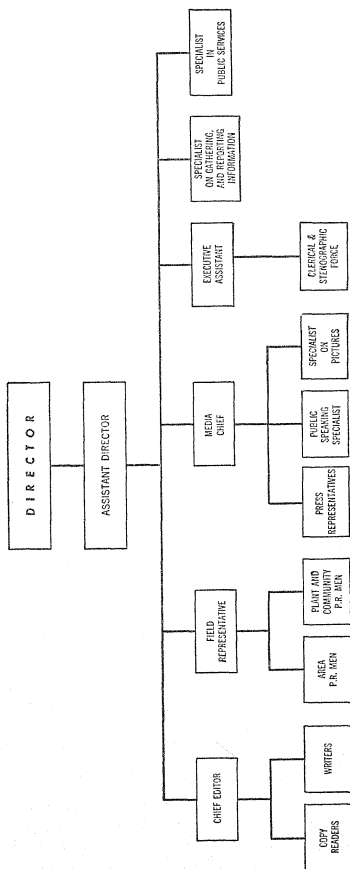 DIRECTOR
ASSISTANT DIRECTOR
CHIEF EDITOR
FIELD
REPRESENTATIVE
MEDIA
CHIEF
EXECUTIVE
ASSISTANT
SPECIALIST
ON GATHERING,
AND REPORTING
INFORMATION
SPECIALIST
IN
PUBLIC SERVICES
COPY
READERS
WRITERS
AREA
P.R. MEN
PLANT AND
COMMUNITY
P.R. MEN
PRESS
REPRESENTATIVES
PUBLIC
SPEAKING
SPECIALIST
SPECIALIST
ON
PICTURES
CLERICAL &
STENOGRAPHIC
FORCE